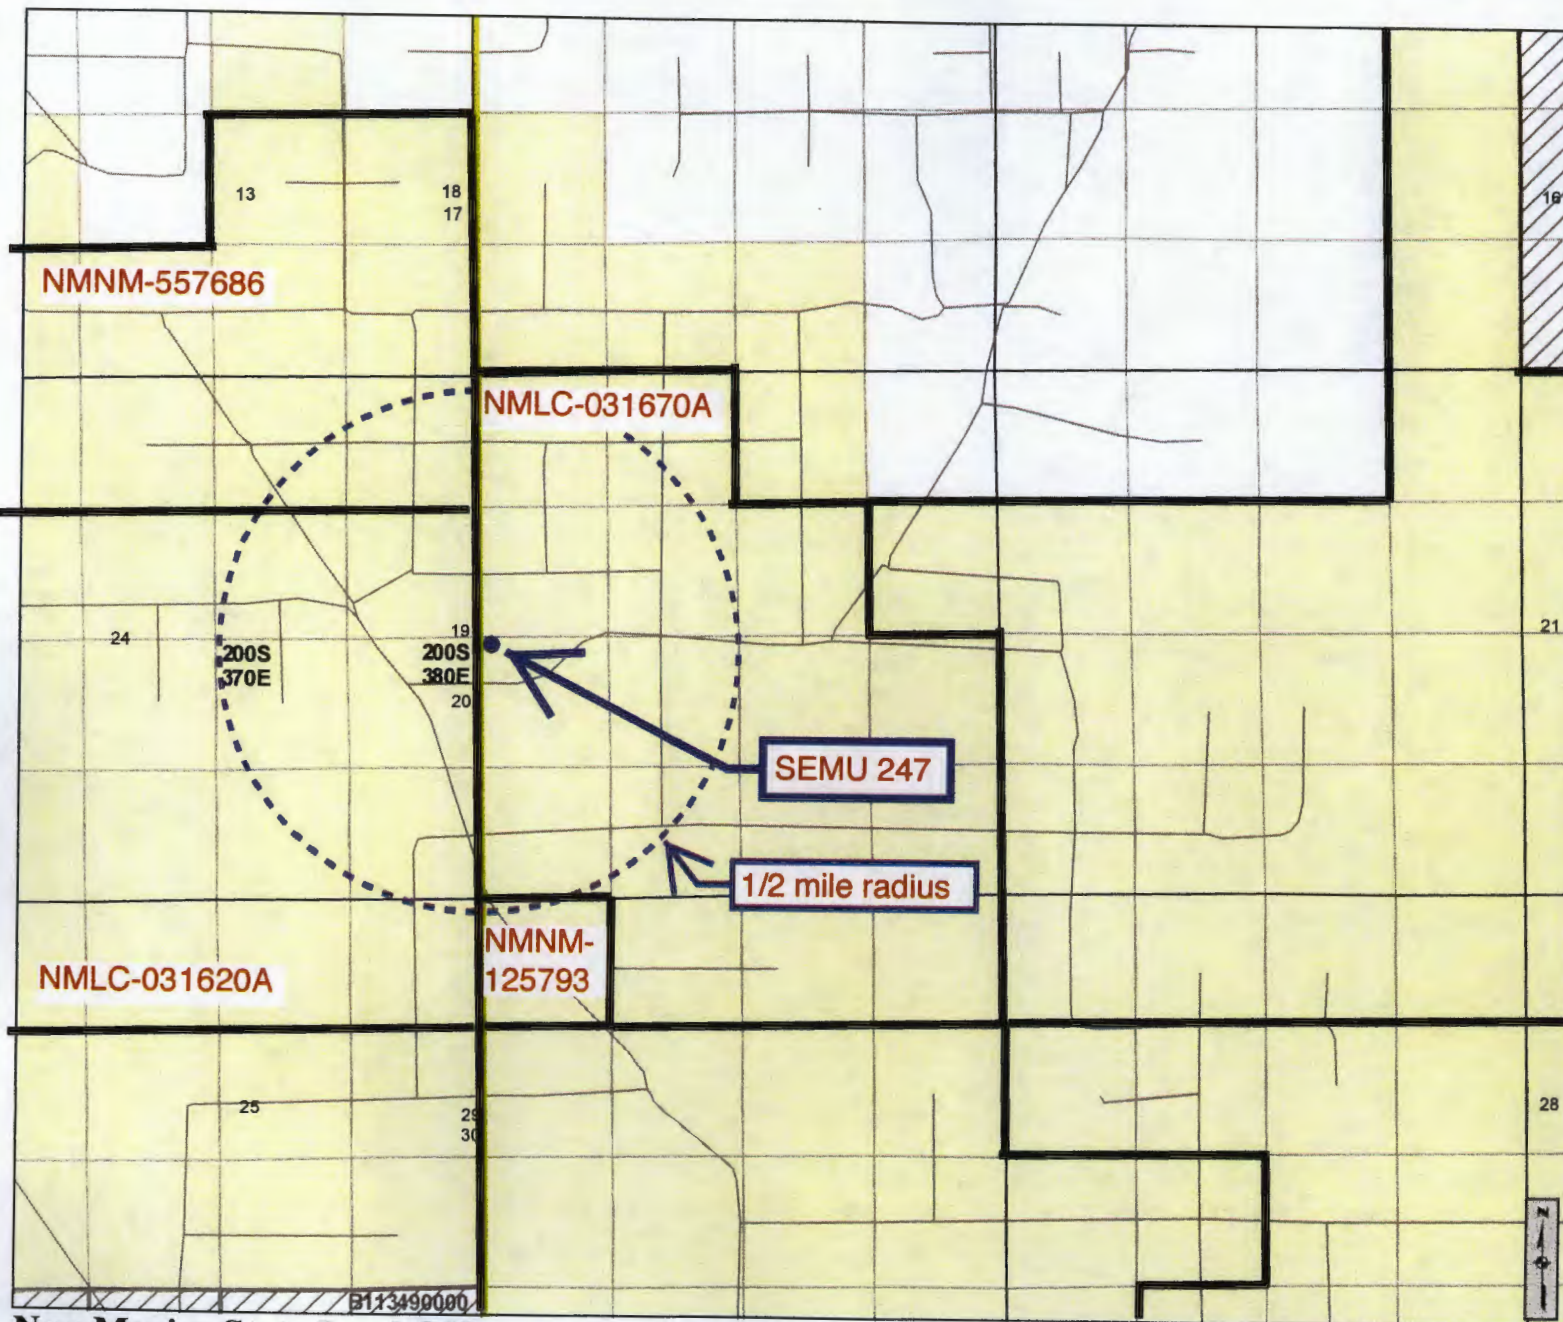 13
18
17
16
NMNM-557686
NMLC-031670A
24
19
200S
370E
200S
380E
20
21
SEMU 247
1/2 mile radius
NMNM-
125793
NMLC-031620A
25
29
30
28
N
B113490000